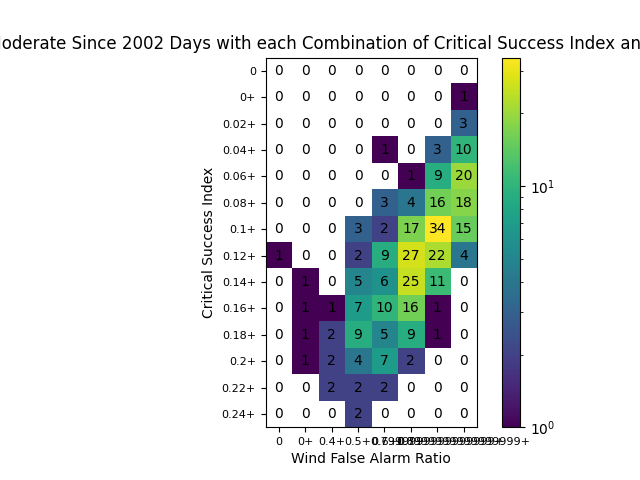 Moderate Since 2002 Days with each Combination of Critical Success Index an
0 0 0 0 0 0 0 0 0
0+ 0 0 0 0 0 0 0 1
0.02+ 0 0 0 0 0 0 0 3
0.04+ 0 0 0 0 1 0 3 10
0.06+ 0 0 0 0 0 1 9 20
0.08+ 0 0 0 0 3 4 16 18
0.1+ 0 0 0 3 2 17 34 15
0.12+ 1 0 0 2 9 27 22 4
0.14+ 0 1 0 5 6 25 11 0
0.16+ 0 1 1 7 10 16 1 0
0.18+ 0 1 2 9 5 9 1 0
0.2+ 0 1 2 4 7 2 0 0
0.22+ 0 0 2 2 2 0 0 0
0.24+ 0 0 0 2 0 0 0 0
0 0+ 0.4+ 0.5+
Wind False Alarm Ratio
Critical Success Index
10¹
10⁰